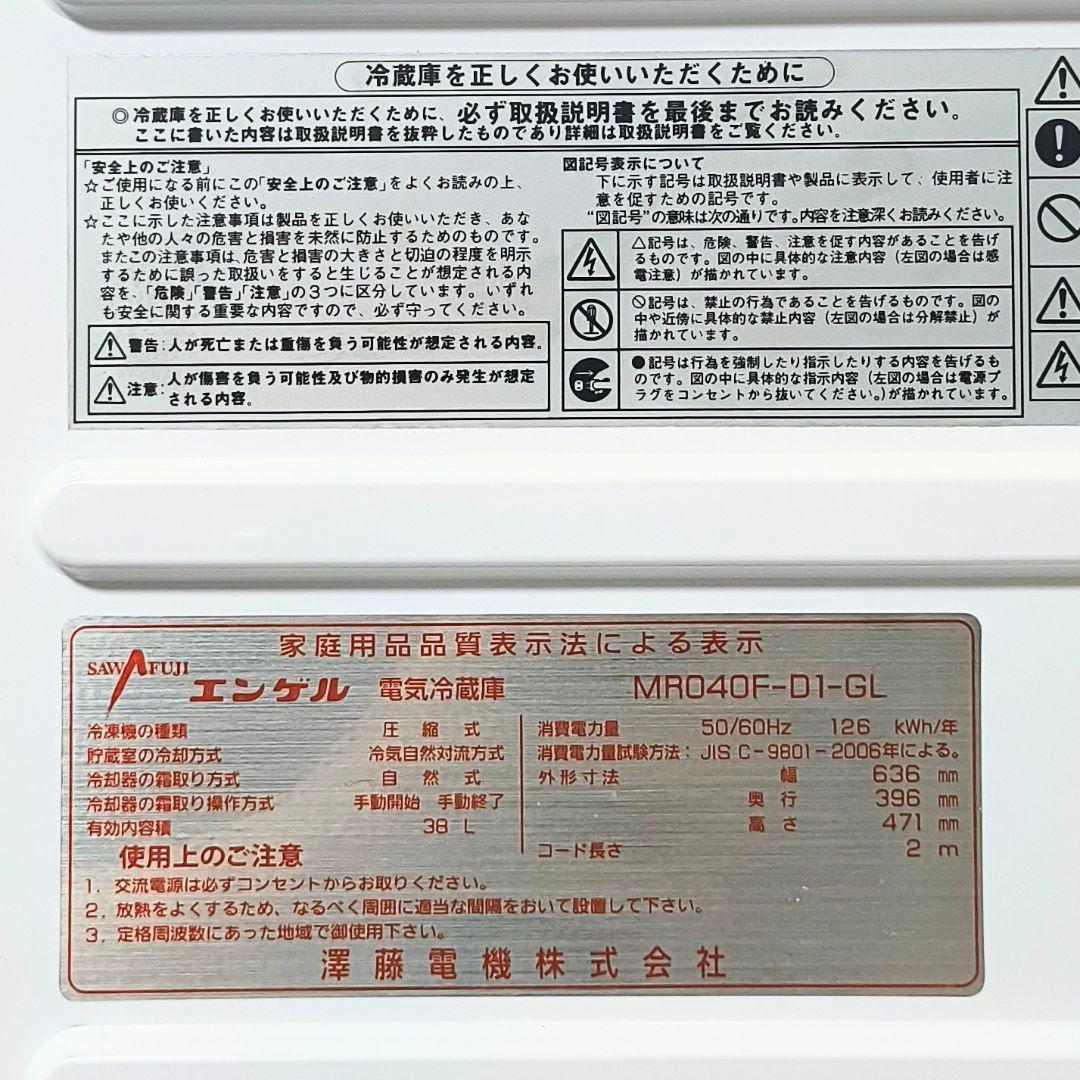 冷蔵庫を正しくお使いいただくために
◎冷蔵庫を正しくお使いいただくために、必ず取扱説明書を最後までお読みください。
ここに書いた内容は取扱説明書を抜粋したものであり詳細は取扱説明書をご覧ください。
「安全上のご注意」
☆ご使用になる前にこの「安全上のご注意」をよくお読みの上、
正しくお使いください。
☆ここに示した注意事項は製品を正しくお使いいただき、あな
たや他の人々の危害と損害を未然に防止するためのものです。
またこの注意事項は、危害と損害の大きさと切迫の程度を明示
するために誤った取扱いをすると生じることが想定される内
容を、「危険」「警告」「注意」の3つに区分しています。いずれ
も安全に関する重要な内容ですので、必ず守ってください。
警告:人が死亡または重傷を負う可能性が想定される内容。
注意:人が傷害を負う可能性及び物的損害のみ発生が想定
される内容。
図記号表示について
下に示す記号は取扱説明書や製品に表示して、使用者に注
意を促すための記号です。
“図記号”の意味は次の通りです。内容を注意深くお読みください。
△記号は、危険、警告、注意を促す内容があることを告げ
るものです。図の中に具体的な注意内容（左図の場合は感
電注意）が描かれています。
🚫記号は、禁止の行為であることを告げるものです。図の
中や近傍に具体的な禁止内容（左図の場合は分解禁止）が
描かれています。
●記号は行為を強制したり指示したりする内容を告げるも
のです。図の中に具体的な指示内容（左図の場合は電源プ
ラグをコンセントから抜いてください。)が描かれています。
家庭用品品質表示法による表示
SAWAFUJI
エンゲル 電気冷蔵庫 MR040F-D1-GL
冷凍機の種類 圧縮式
貯蔵室の冷却方式 冷気自然対流方式
冷却器の霜取り方式 自然式
冷却器の霜取り操作方式 手動開始 手動終了
有効内容積 38 L
消費電力量 50/60Hz 126 kWh/年
消費電力量試験方法: JIS C-9801-2006年による。
外形寸法 幅 636 mm
奥行 396 mm
高さ 471 mm
コード長さ 2 m
使用上のご注意
1. 交流電源は必ずコンセントからお取りください。
2. 放熱をよくするため、なるべく周囲に適当な間隔をおいて設置して下さい。
3. 定格周波数にあった地域で御使用下さい。
澤藤電機株式会社